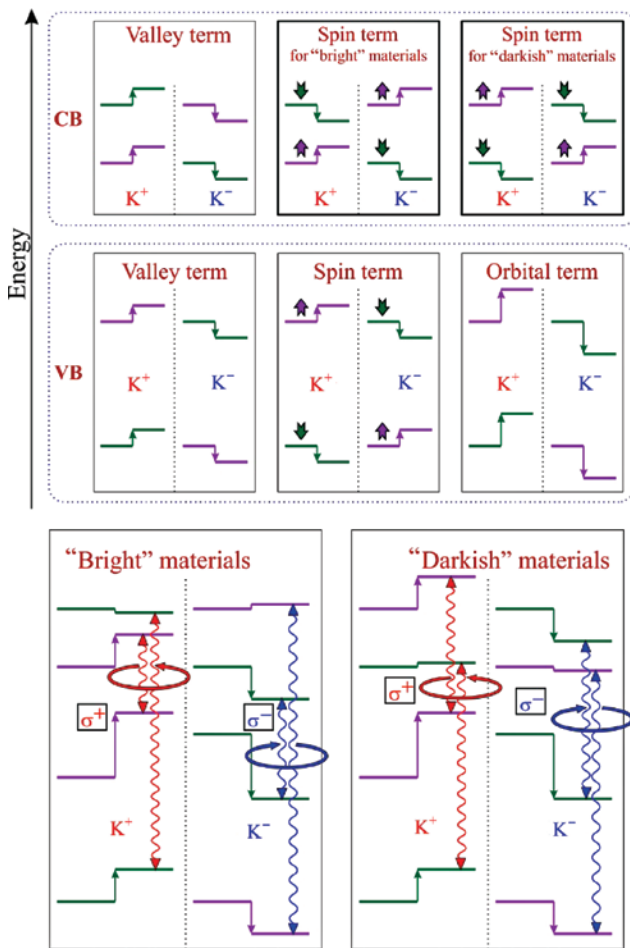 Energy
CB
Valley term
K⁺
K⁻
Spin term
for "bright" materials
K⁺
K⁻
Spin term
for "darkish" materials
K⁺
K⁻
VB
Valley term
K⁺
K⁻
Spin term
K⁺
K⁻
Orbital term
K⁺
K⁻
"Bright" materials
σ⁺
σ⁻
K⁺
K⁻
"Darkish" materials
σ⁺
σ⁻
K⁺
K⁻